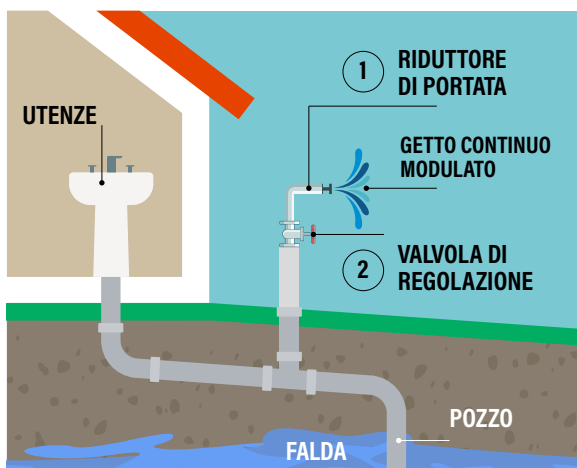 UTENZE
1
RIDUTTORE
DI PORTATA
GETTO CONTINUO
MODULATO
2
VALVOLA DI
REGOLAZIONE
POZZO
FALDA